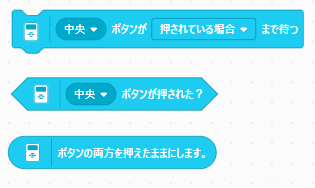 中央 ボタンが 押されている場合 まで待つ
中央 ボタンが押された？
ボタンの両方を押えたままにします。